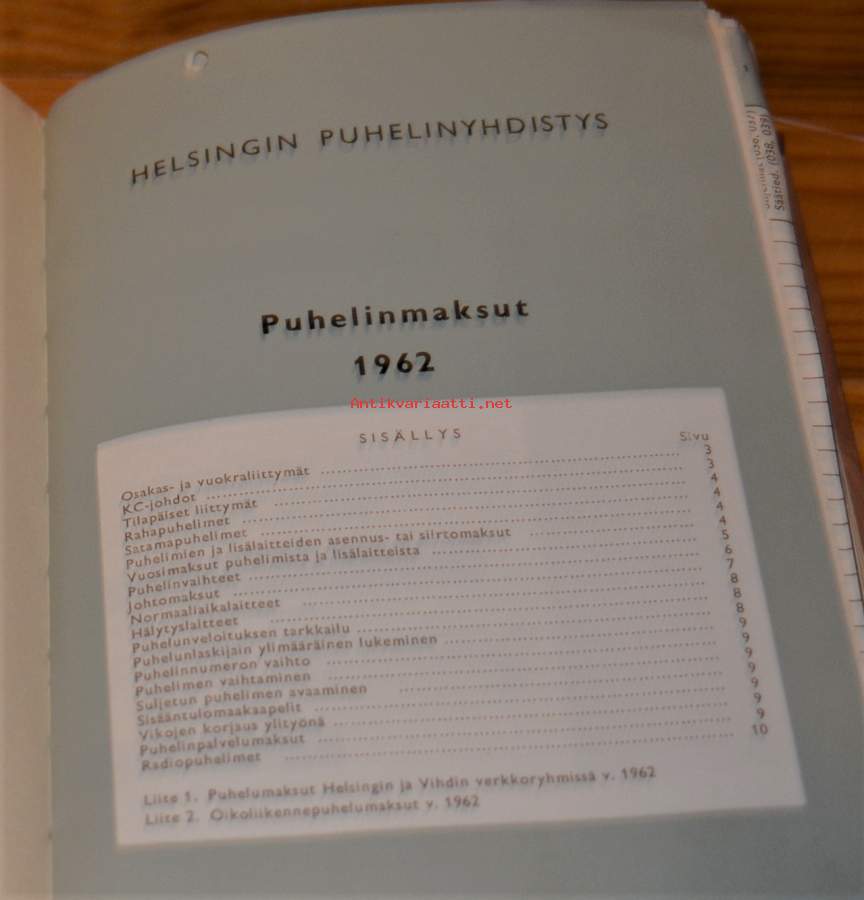 HELSINGIN PUHELINYHDISTYS
Puhelinmaksut
1962
Antikvariaatti.net
SISÄLLYS
Sivu
Osakas- ja vuokraliittymät 3
KC-johdot 3
Tilapäiset liittymät 4
Rahapuhelimet 4
Satamapuhelimet 4
Puhelimien ja lisälaitteiden asennus- tai siirtomaksut 4
Vuosimaksut puhelimista ja lisälaitteista 5
Puhelinvaihteet 6
Johtomaksut 7
Normaaliaikalaitteet 8
Hälytyslaitteet 8
Puhelunveloituksen tarkkailu 8
Puhelunlaskijain ylimääräinen lukeminen 9
Puhelinnumeron vaihto 9
Puhelimen vaihtaminen 9
Suljetun puhelimen avaaminen 9
Sisääntulomaakaapelit 9
Vikojen korjaus ylityönä 9
Puhelinpalvelumaksut 9
Radiopuhelimet 10
Liite 1. Puhelumaksut Helsingin ja Vihdin verkkoryhmissä v. 1962
Liite 2. Oikoliikennepuhelumaksut v. 1962
Säätied. (038, 039)